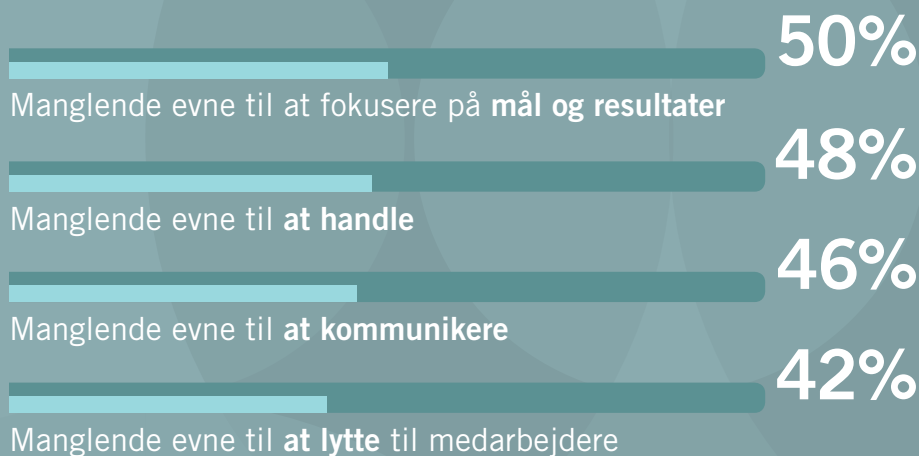 50%
Manglende evne til at fokusere på mål og resultater
48%
Manglende evne til at handle
46%
Manglende evne til at kommunikere
42%
Manglende evne til at lytte til medarbejdere